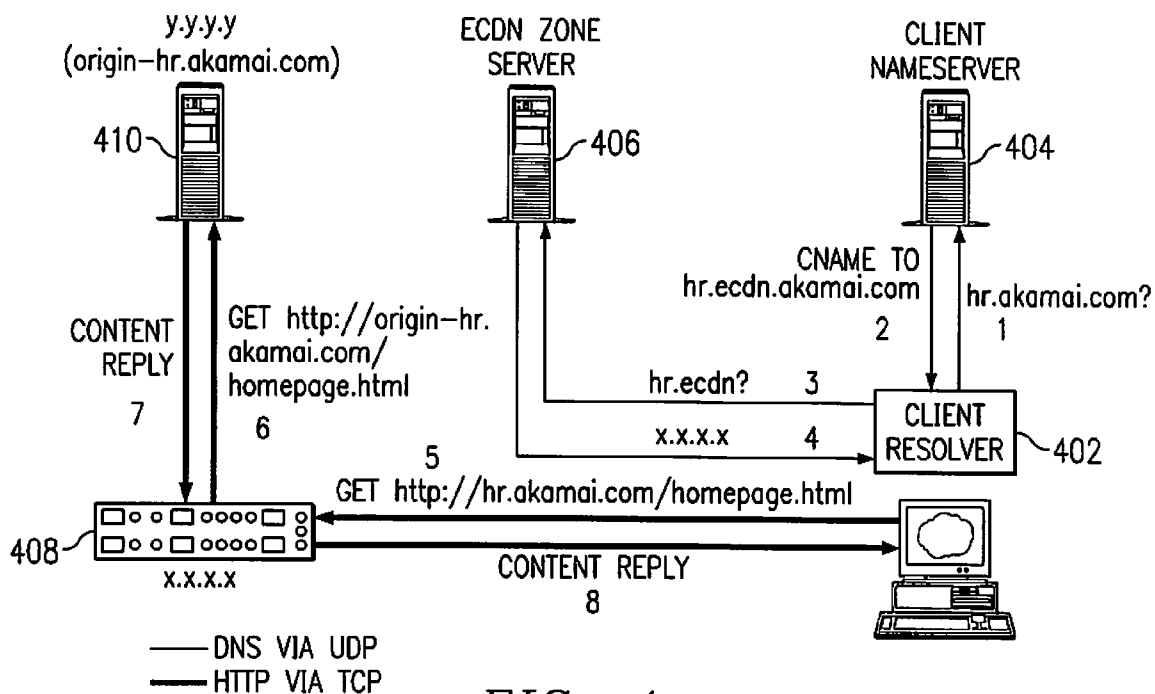 y.y.y.y
(origin-hr.akamai.com)
410
ECDN ZONE
SERVER
406
CLIENT
NAMESERVER
404
CNAME TO
hr.ecdn.akamai.com
2
hr.akamai.com?
1
CONTENT
REPLY
7
GET http://origin-hr.
akamai.com/
homepage.html
6
hr.ecdn? 3
x.x.x.x 4
CLIENT
RESOLVER
402
5
GET http://hr.akamai.com/homepage.html
408
x.x.x.x
CONTENT REPLY
8
DNS VIA UDP
HTTP VIA TCP